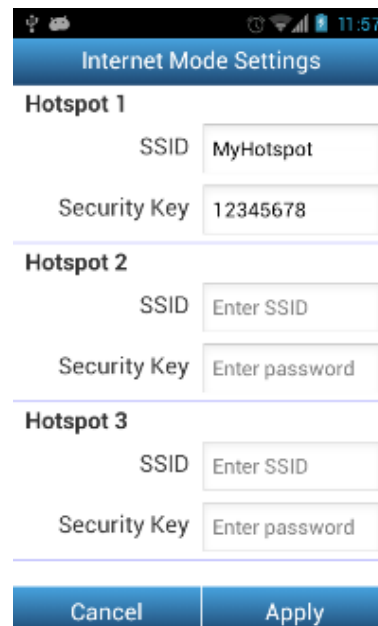 11:57
Internet Mode Settings
Hotspot 1
SSID MyHotspot
Security Key 12345678
Hotspot 2
SSID Enter SSID
Security Key Enter password
Hotspot 3
SSID Enter SSID
Security Key Enter password
Cancel Apply